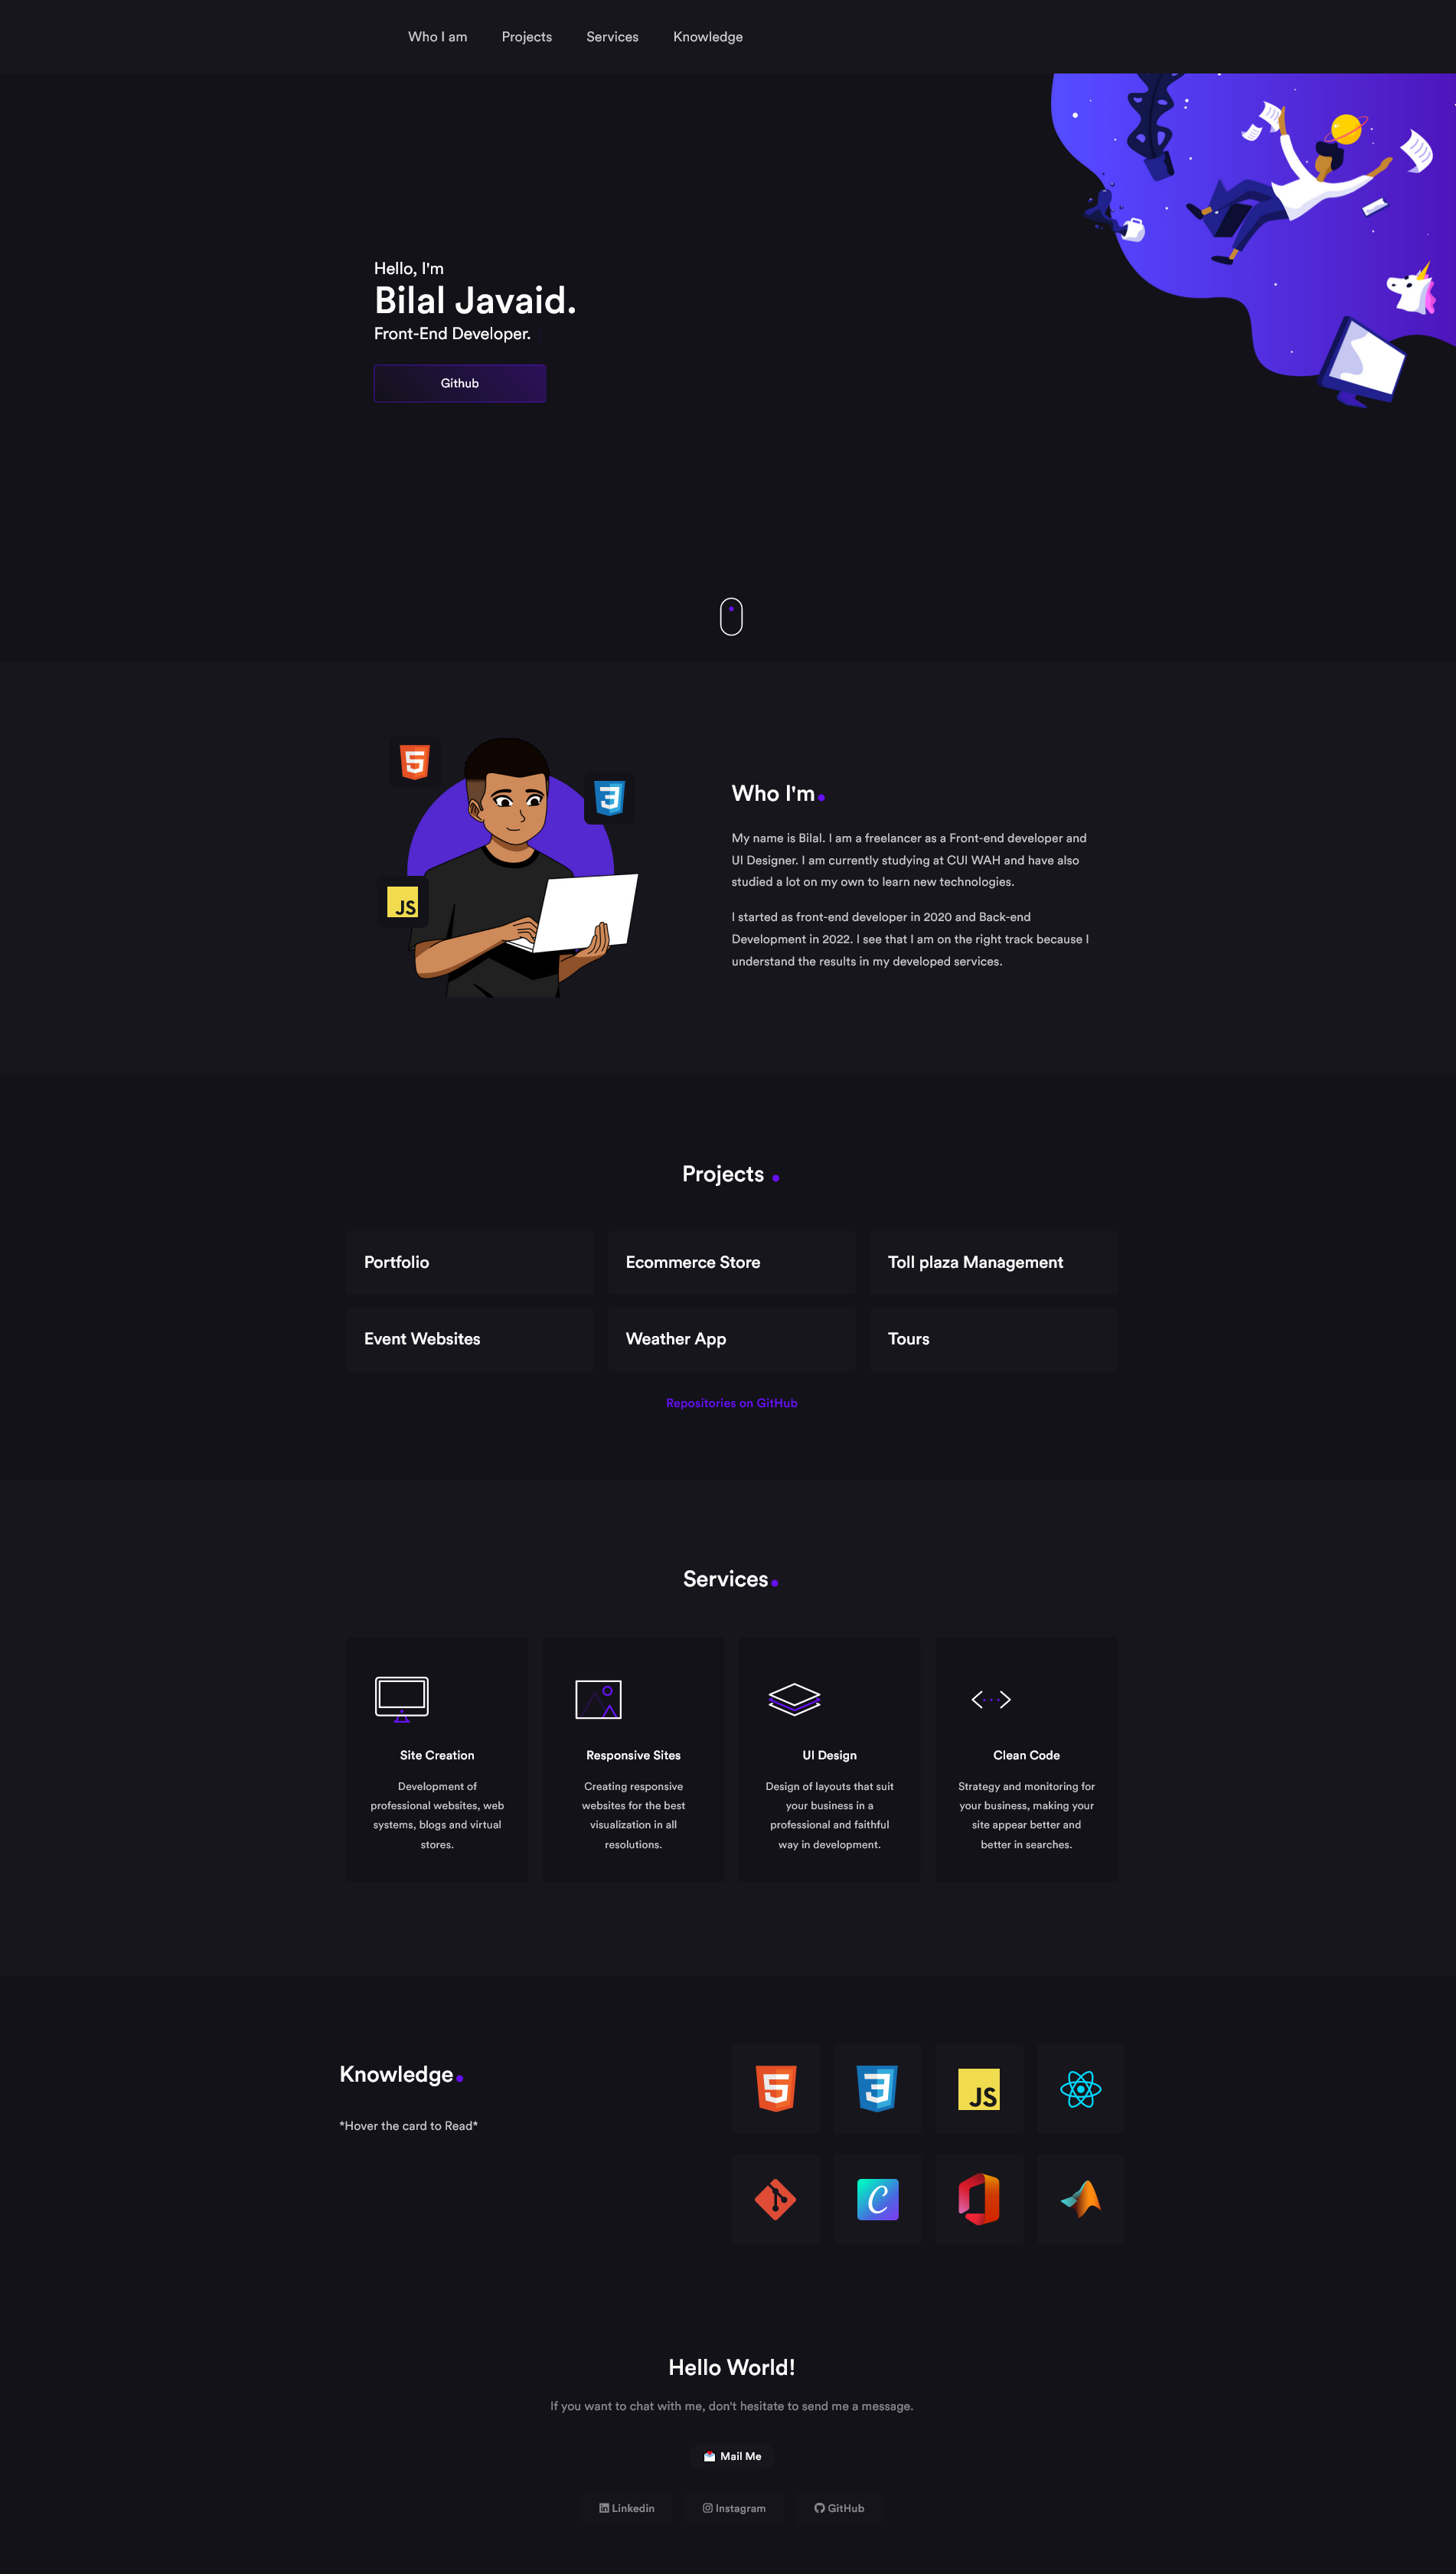 Who I am Projects Services Knowledge
Hello, I'm
Bilal Javaid.
Front-End Developer.
Github
5
3
JS
Who I'm.
My name is Bilal. I am a freelancer as a Front-end developer and
UI Designer. I am currently studying at CUI WAH and have also
studied a lot on my own to learn new technologies.
I started as front-end developer in 2020 and Back-end
Development in 2022. I see that I am on the right track because I
understand the results in my developed services.
Projects .
Portfolio
Ecommerce Store
Toll plaza Management
Event Websites
Weather App
Tours
Repositories on GitHub
Services.
Site Creation
Development of
professional websites, web
systems, blogs and virtual
stores.
Responsive Sites
Creating responsive
websites for the best
visualization in all
resolutions.
UI Design
Design of layouts that suit
your business in a
professional and faithful
way in development.
Clean Code
Strategy and monitoring for
your business, making your
site appear better and
better in searches.
Knowledge.
*Hover the card to Read*
5
3
JS
C
Hello World!
If you want to chat with me, don't hesitate to send me a message.
Mail Me
Linkedin
Instagram
GitHub